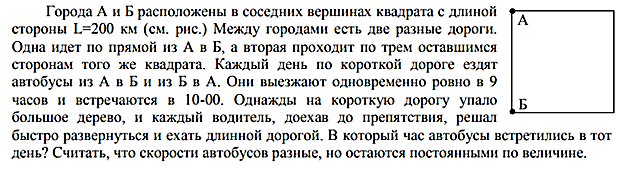 Города А и Б расположены в соседних вершинах квадрата с длиной
стороны L=200 км (см. рис.) Между городами есть две разные дороги.
Одна идет по прямой из А в Б, а вторая проходит по трем оставшимся
сторонам того же квадрата. Каждый день по короткой дороге ездят
автобусы из А в Б и из Б в А. Они выезжают одновременно ровно в 9
часов и встречаются в 10-00. Однажды на короткую дорогу упало
большое дерево, и каждый водитель, доехав до препятствия, решал
быстро развернуться и ехать длинной дорогой. В который час автобусы встретились в тот
день? Считать, что скорости автобусов разные, но остаются постоянными по величине.
А
Б